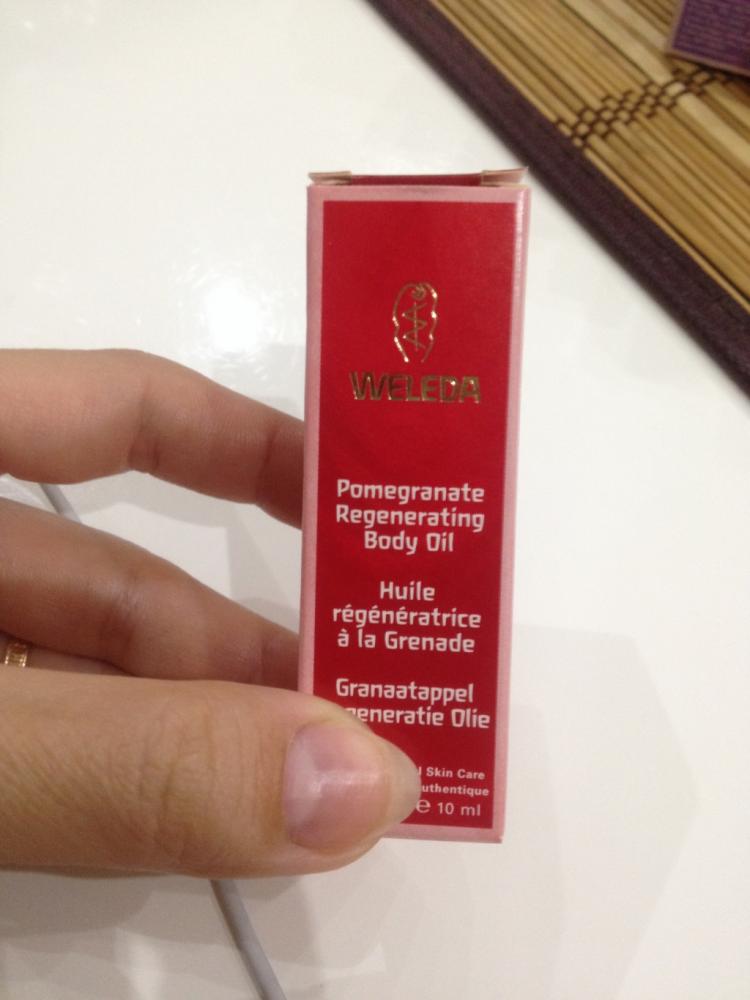 WELEDA
Pomegranate
Regenerating
Body Oil
Huile
régénératrice
à la Grenade
Granaatappel
Olie
Skin Care
e 10 ml